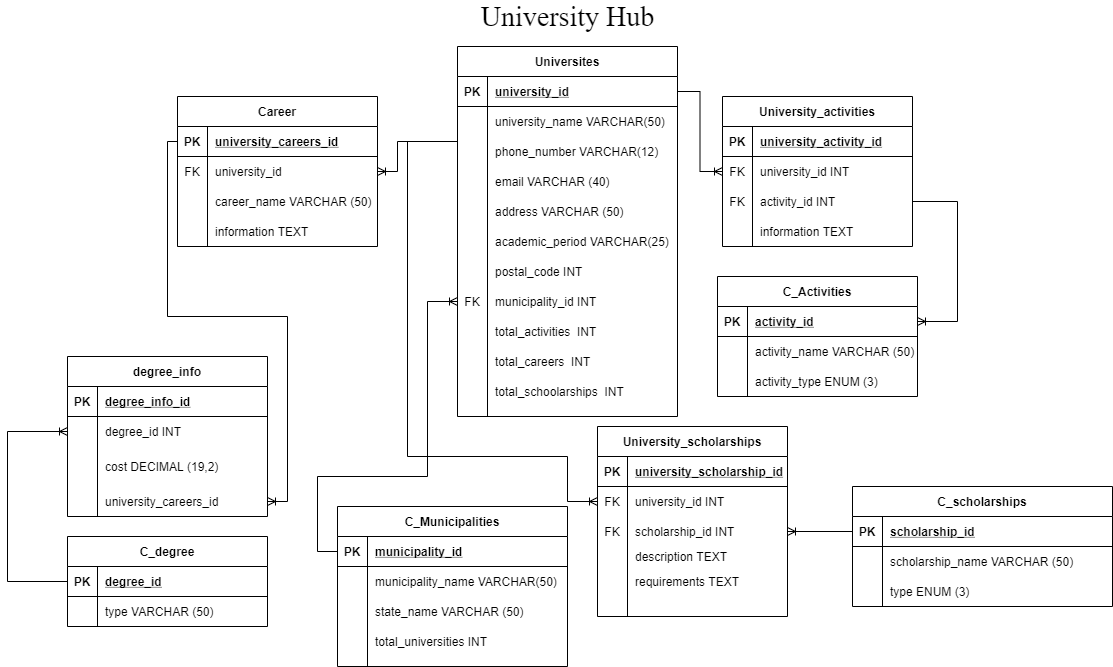 University Hub
Universites
PK university_id
university_name VARCHAR(50)
phone_number VARCHAR(12)
email VARCHAR (40)
address VARCHAR (50)
academic_period VARCHAR(25)
postal_code INT
FK municipality_id INT
total_activities  INT
total_careers  INT
total_schoolarships  INT
Career
PK university_careers_id
FK university_id
career_name VARCHAR (50)
information TEXT
University_activities
PK university_activity_id
FK university_id INT
FK activity_id INT
information TEXT
C_Activities
PK activity_id
activity_name VARCHAR (50)
activity_type ENUM (3)
degree_info
PK degree_info_id
degree_id INT
cost DECIMAL (19,2)
university_careers_id
C_degree
PK degree_id
type VARCHAR (50)
C_Municipalities
PK municipality_id
municipality_name VARCHAR(50)
state_name VARCHAR (50)
total_universities INT
University_scholarships
PK university_scholarship_id
FK university_id INT
FK scholarship_id INT
description TEXT
requirements TEXT
C_scholarships
PK scholarship_id
scholarship_name VARCHAR (50)
type ENUM (3)